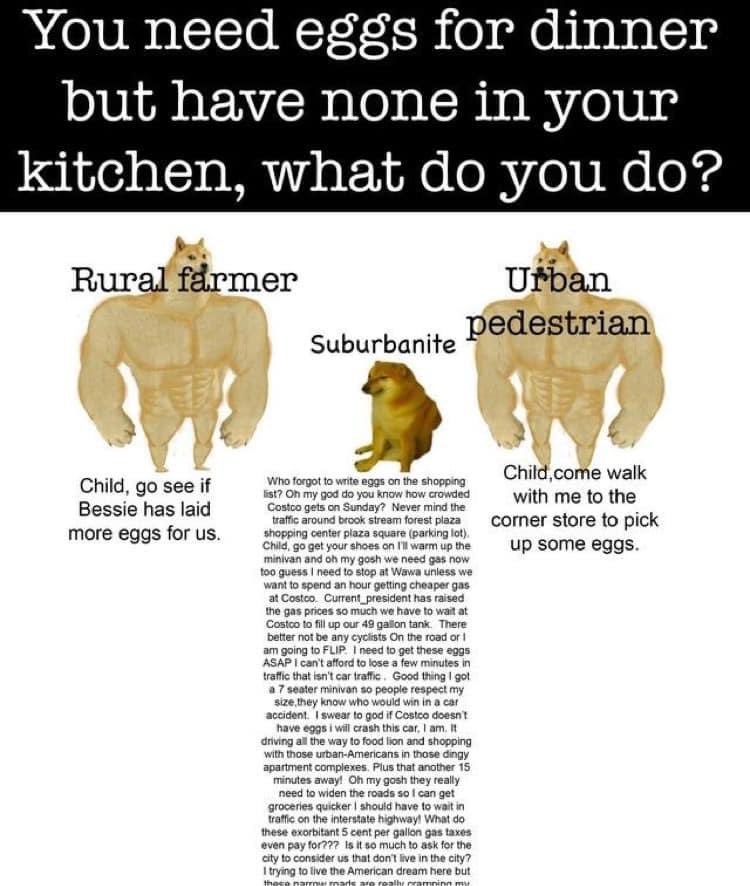 You need eggs for dinner
but have none in your
kitchen, what do you do?
Rural farmer
Child, go see if
Bessie has laid
more eggs for us.
Suburbanite
Who forgot to write eggs on the shopping
list? Oh my god do you know how crowded
Costco gets on Sunday? Never mind the
traffic around brook stream forest plaza
shopping center plaza square (parking lot).
Child, go get your shoes on I'll warm up the
minivan and oh my gosh we need gas now
too guess I need to stop at Wawa unless we
want to spend an hour getting cheaper gas
at Costco. Current_president has raised
the gas prices so much we have to wait at
Costco to fill up our 49 gallon tank. There
better not be any cyclists On the road or I
am going to FLIP. I need to get these eggs
ASAP I can't afford to lose a few minutes in
traffic that isn't car traffic . Good thing I got
a 7 seater minivan so people respect my
size,they know who would win in a car
accident. I swear to god if Costco doesn't
have eggs i will crash this car, I am. It
driving all the way to food lion and shopping
with those urban-Americans in those dingy
apartment complexes. Plus that another 15
minutes away! Oh my gosh they really
need to widen the roads so I can get
groceries quicker I should have to wait in
traffic on the interstate highway! What do
these exorbitant 5 cent per gallon gas taxes
even pay for??? Is it so much to ask for the
city to consider us that don't live in the city?
I trying to live the American dream here but
these narrow roads are really cramping my
Urban
pedestrian
Child,come walk
with me to the
corner store to pick
up some eggs.